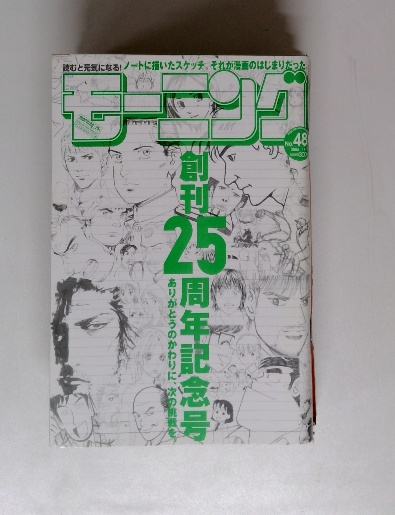 読むと元気になる!
ノートに描いたスケッチ。それが漫画のはじまりだった
モーニング
No.48
創刊25周年記念号
ありがとうのかわりに、次の挑戦を